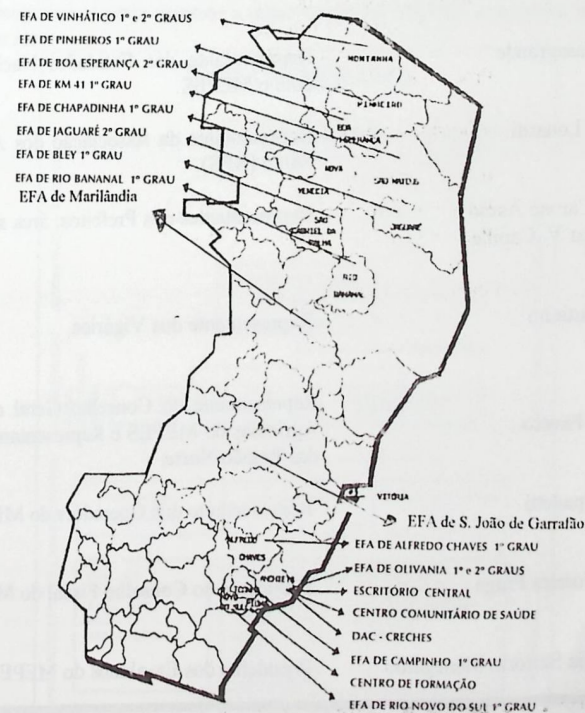 EFA DE VINHÁTICO 1º e 2º GRAUS
EFA DE PINHEIROS 1º GRAU
EFA DE BOA ESPERANÇA 2º GRAUS
EFA DE KM 41 1º GRAU
EFA DE CHAPADINHA 1º GRAU
EFA DE JAGUARÉ 2º GRAU
EFA DE BLEY 1º GRAU
EFA DE RIO BANANAL 1º GRAU
EFA de Marilândia
MONTANHA
PINHEIRO
BOA
ESPERANÇA
NOVA
VENECIA
SÃO MATEUS
SÃO
GABRIEL DA
PALHA
JAGUARE
RIO
BANANAL
VITORIA
EFA de S. João de Garrafão
ALFREDO
CHAVES
ANCHIETA
EFA DE ALFREDO CHAVES 1º GRAU
EFA DE OLIVANIA 1º e 2º GRAUS
ESCRITÓRIO CENTRAL
CENTRO COMUNITÁRIO DE SAÚDE
DAC - CRECHES
EFA DE CAMPINHO 1º GRAU
CENTRO DE FORMAÇÃO
EFA DE RIO NOVO DO SUL 1º GRAU